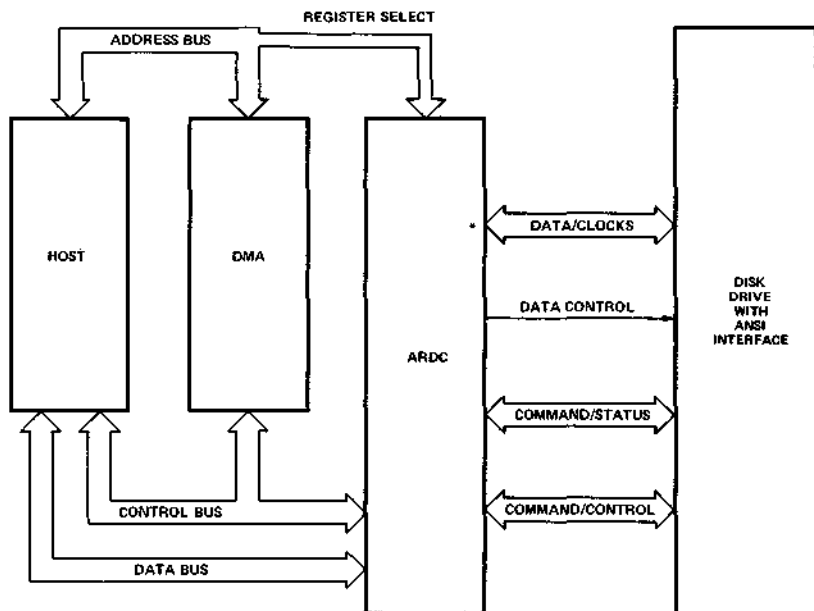 REGISTER SELECT
ADDRESS BUS
HOST
DMA
ARDC
DATA/CLOCKS
DATA CONTROL
COMMAND/STATUS
COMMAND/CONTROL
DISK
DRIVE
WITH
ANSI
INTERFACE
CONTROL BUS
DATA BUS